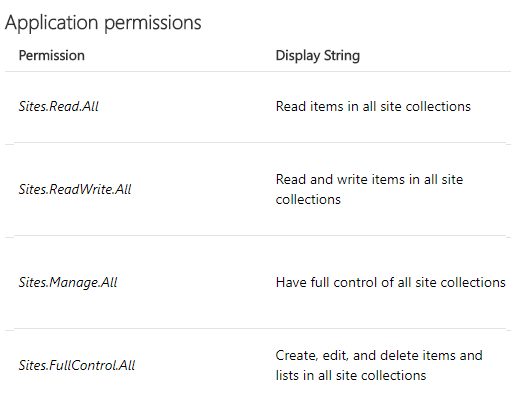 Application permissions
Permission Display String
Sites.Read.All Read items in all site collections
Sites.ReadWrite.All Read and write items in all site
collections
Sites.Manage.All Have full control of all site collections
Sites.FullControl.All Create, edit, and delete items and
lists in all site collections